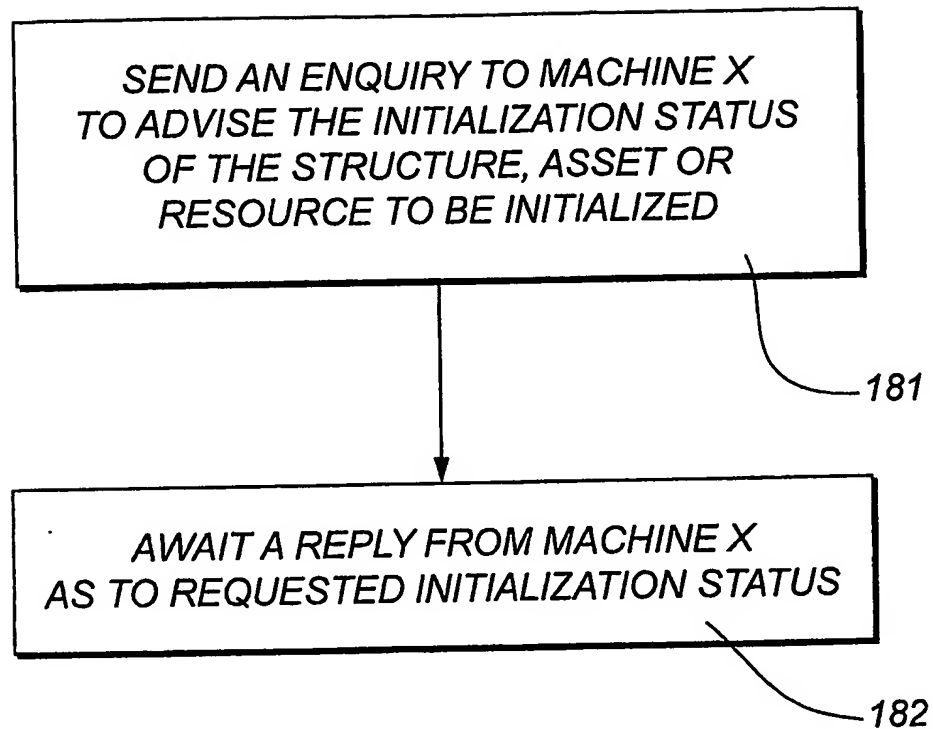 SEND AN ENQUIRY TO MACHINE X
TO ADVISE THE INITIALIZATION STATUS
OF THE STRUCTURE, ASSET OR
RESOURCE TO BE INITIALIZED
181
AWAIT A REPLY FROM MACHINE X
AS TO REQUESTED INITIALIZATION STATUS
182